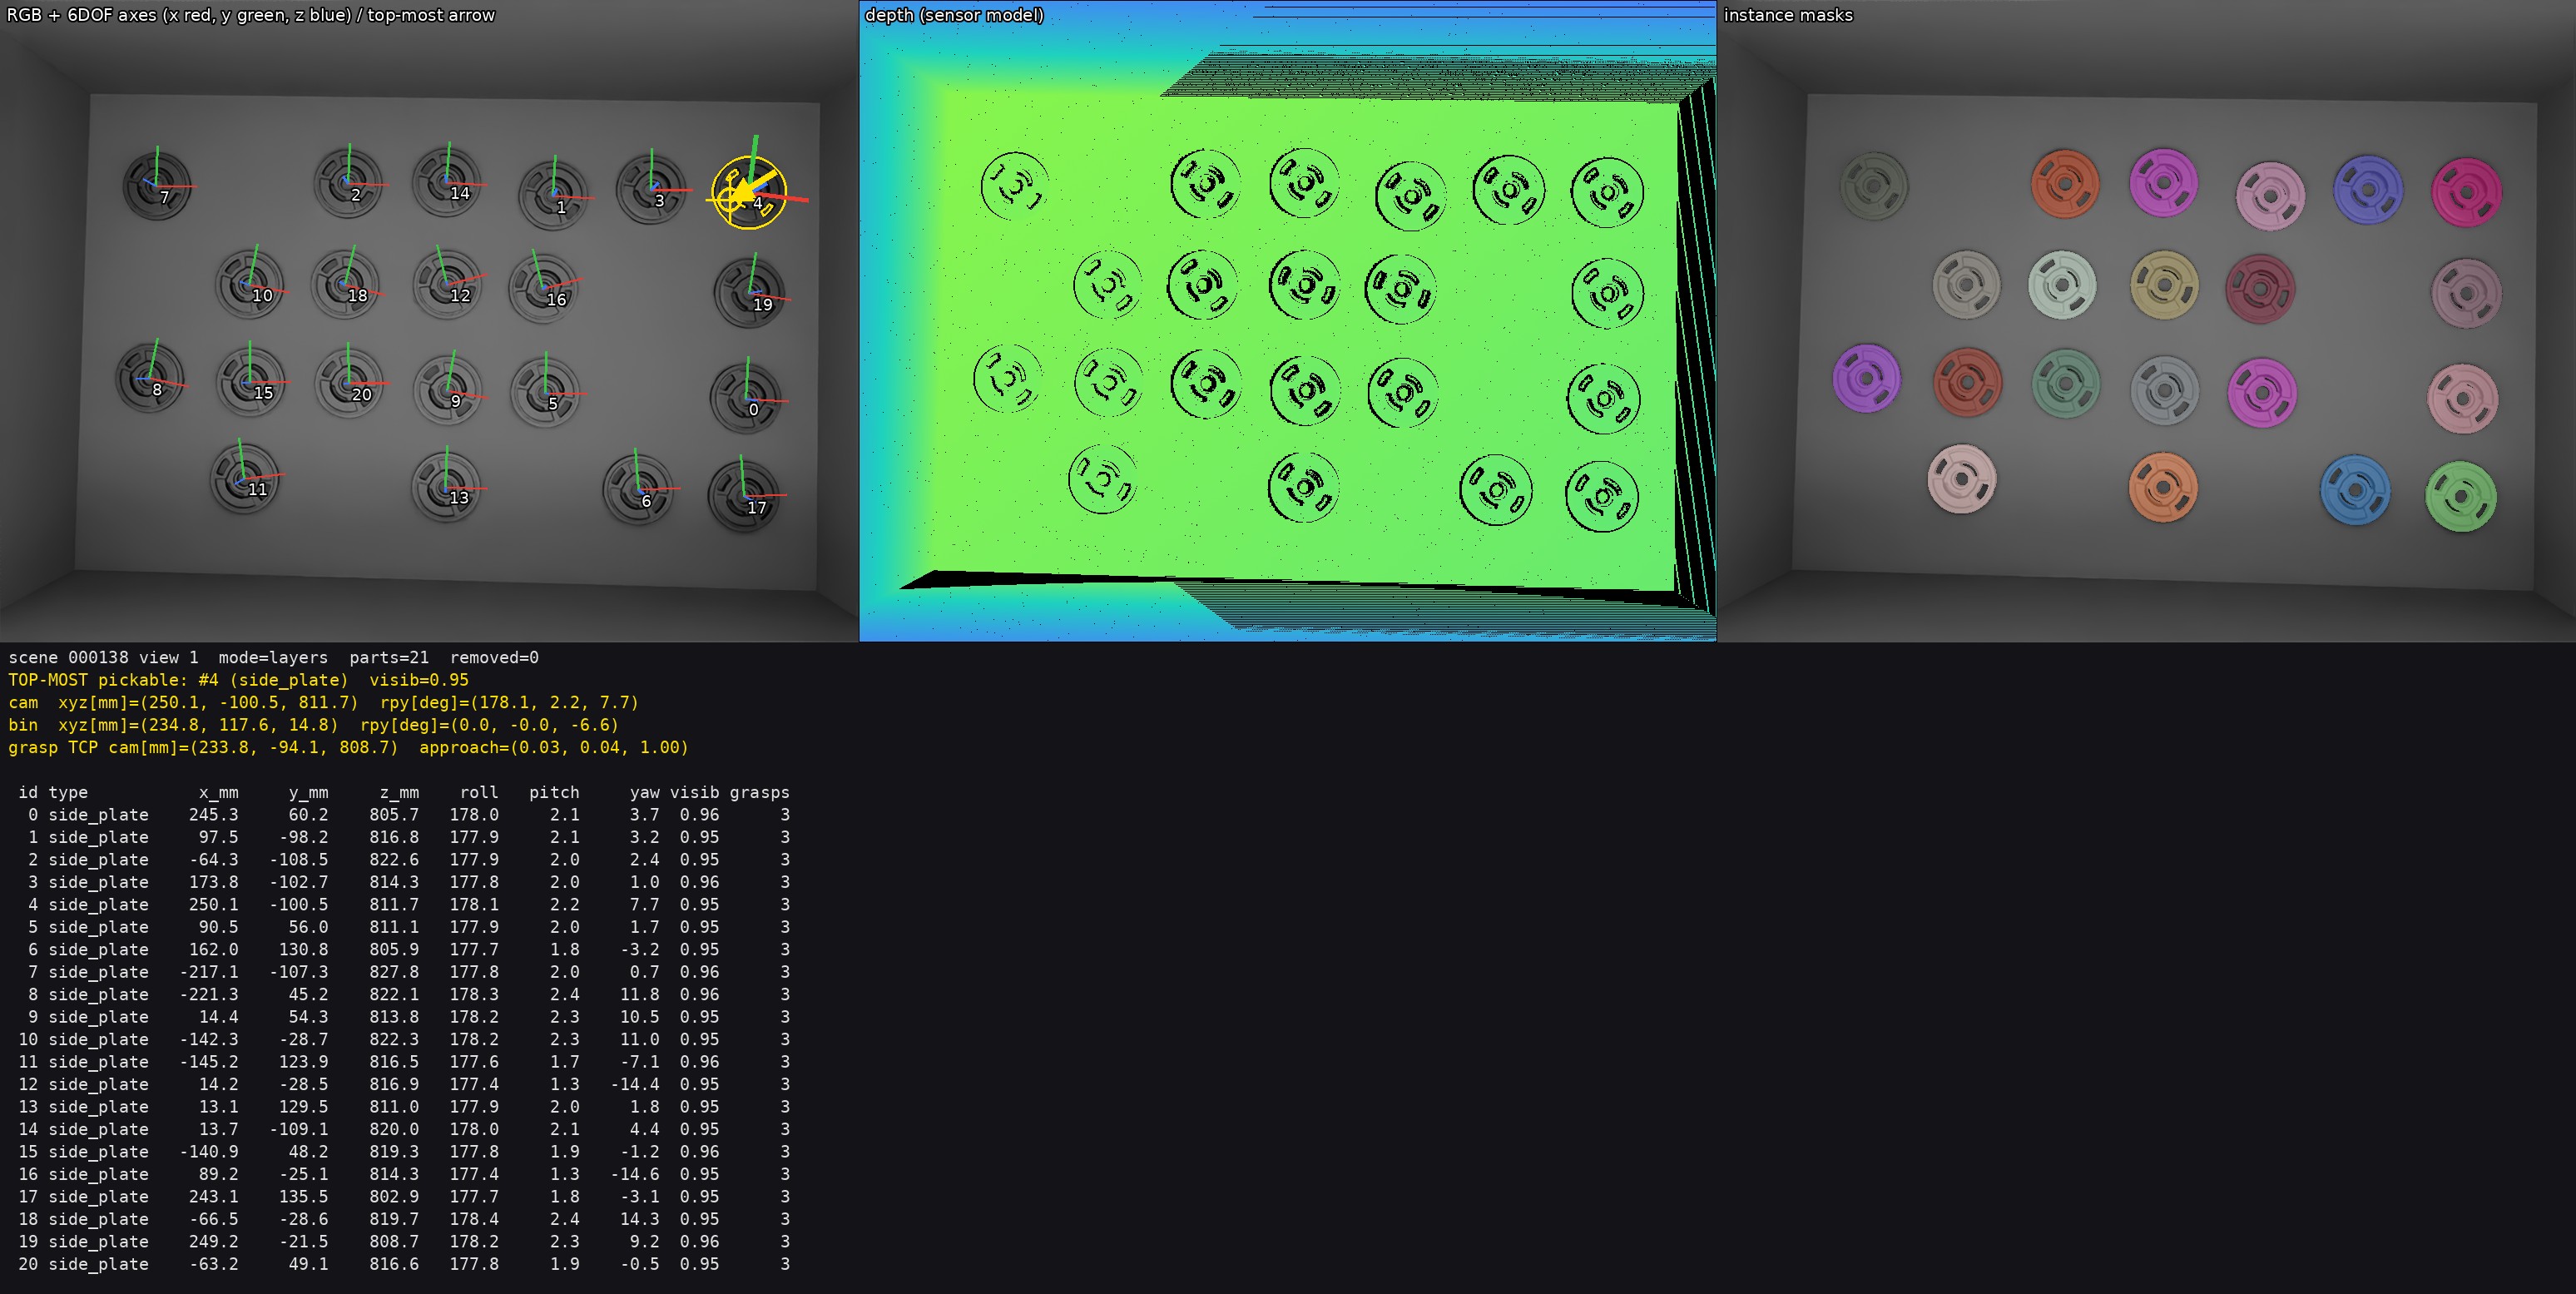 RGB + 6DOF axes (x red, y green, z blue) / top-most arrow
depth (sensor model)
instance masks
7
2
14
1
3
4
10
18
12
16
19
8
15
20
9
5
0
11
13
6
17
scene 000138 view 1  mode=layers  parts=21  removed=0
TOP-MOST pickable: #4 (side_plate)  visib=0.95
cam  xyz[mm]=(250.1, -100.5, 811.7)  rpy[deg]=(178.1, 2.2, 7.7)
bin  xyz[mm]=(234.8, 117.6, 14.8)  rpy[deg]=(0.0, -0.0, -6.6)
grasp TCP cam[mm]=(233.8, -94.1, 808.7)  approach=(0.03, 0.04, 1.00)
id type x_mm y_mm z_mm roll pitch yaw visib grasps
0 side_plate 245.3 60.2 805.7 178.0 2.1 3.7 0.96 3
1 side_plate 97.5 -98.2 816.8 177.9 2.1 3.2 0.95 3
2 side_plate -64.3 -108.5 822.6 177.9 2.0 2.4 0.95 3
3 side_plate 173.8 -102.7 814.3 177.8 2.0 1.0 0.96 3
4 side_plate 250.1 -100.5 811.7 178.1 2.2 7.7 0.95 3
5 side_plate 90.5 56.0 811.1 177.9 2.0 1.7 0.95 3
6 side_plate 162.0 130.8 805.9 177.7 1.8 -3.2 0.95 3
7 side_plate -217.1 -107.3 827.8 177.8 2.0 0.7 0.96 3
8 side_plate -221.3 45.2 822.1 178.3 2.4 11.8 0.96 3
9 side_plate 14.4 54.3 813.8 178.2 2.3 10.5 0.95 3
10 side_plate -142.3 -28.7 822.3 178.2 2.3 11.0 0.95 3
11 side_plate -145.2 123.9 816.5 177.6 1.7 -7.1 0.96 3
12 side_plate 14.2 -28.5 816.9 177.4 1.3 -14.4 0.95 3
13 side_plate 13.1 129.5 811.0 177.9 2.0 1.8 0.95 3
14 side_plate 13.7 -109.1 820.0 178.0 2.1 4.4 0.95 3
15 side_plate -140.9 48.2 819.3 177.8 1.9 -1.2 0.96 3
16 side_plate 89.2 -25.1 814.3 177.4 1.3 -14.6 0.95 3
17 side_plate 243.1 135.5 802.9 177.7 1.8 -3.1 0.95 3
18 side_plate -66.5 -28.6 819.7 178.4 2.4 14.3 0.95 3
19 side_plate 249.2 -21.5 808.7 178.2 2.3 9.2 0.96 3
20 side_plate -63.2 49.1 816.6 177.8 1.9 -0.5 0.95 3